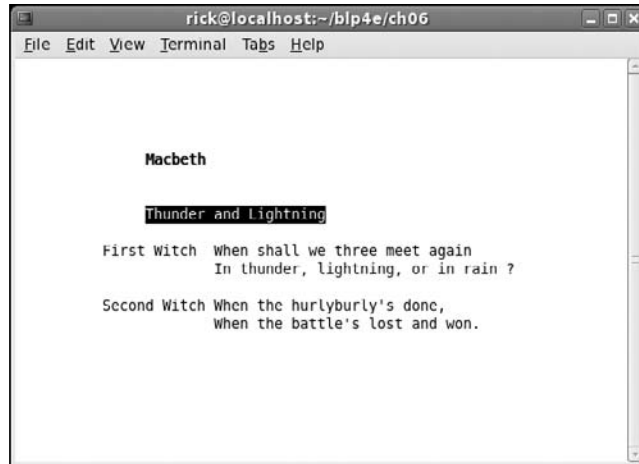 rick@localhost:~/blp4e/ch06
File Edit View Terminal Tabs Help
Macbeth
Thunder and Lightning
First Witch When shall we three meet again
In thunder, lightning, or in rain ?
Second Witch When the hurlyburly's done,
When the battle's lost and won.